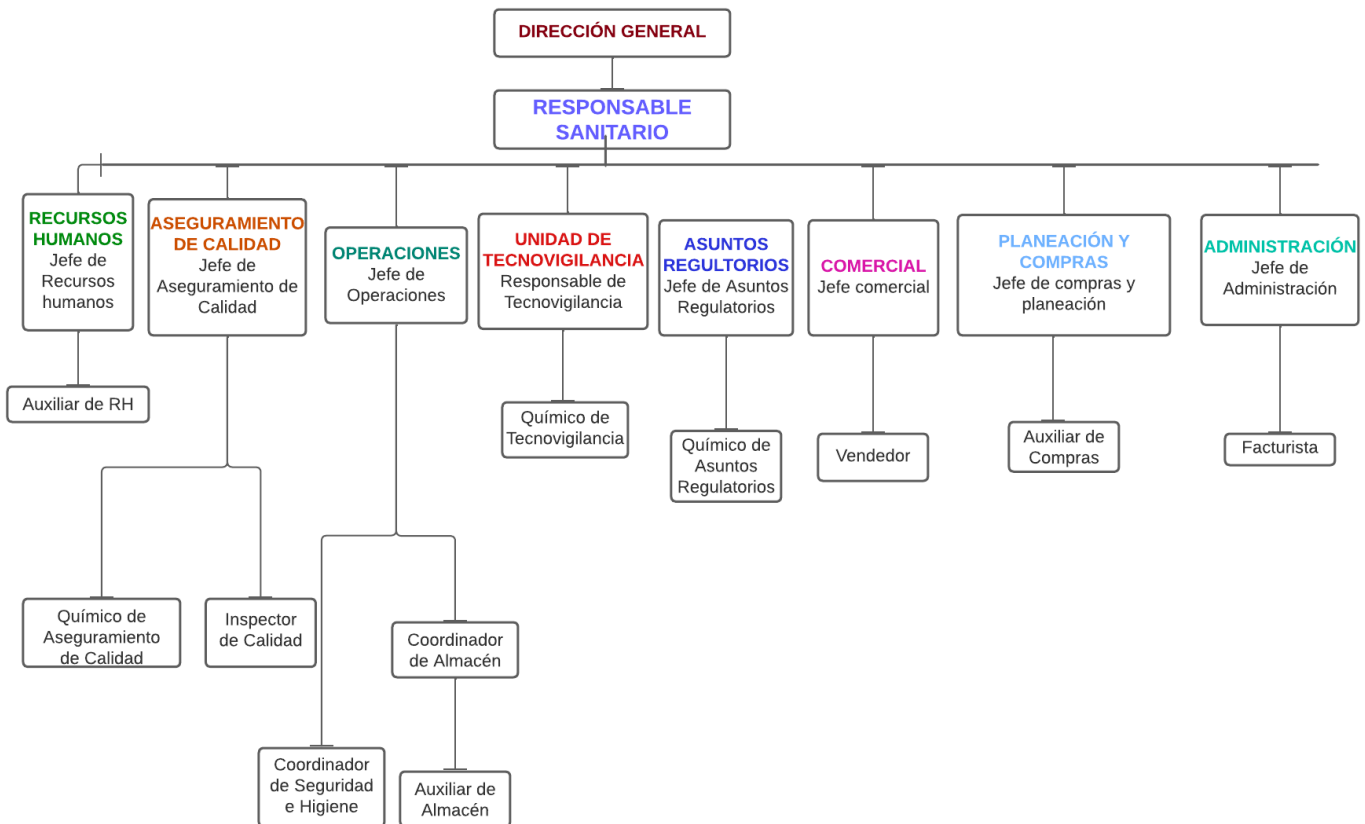 DIRECCIÓN GENERAL
RESPONSABLE
SANITARIO
RECURSOS
HUMANOS
Jefe de
Recursos
humanos
ASEGURAMIENTO
DE CALIDAD
Jefe de
Aseguramiento de
Calidad
OPERACIONES
Jefe de
Operaciones
UNIDAD DE
TECNOVIGILANCIA
Responsable de
Tecnovigilancia
ASUNTOS
REGULTORIOS
Jefe de Asuntos
Regulatorios
COMERCIAL
Jefe comercial
PLANEACIÓN Y
COMPRAS
Jefe de compras y
planeación
ADMINISTRACIÓN
Jefe de
Administración
Auxiliar de RH
Químico de
Tecnovigilancia
Químico de
Asuntos
Regulatorios
Vendedor
Auxiliar de
Compras
Facturista
Químico de
Aseguramiento
de Calidad
Inspector
de Calidad
Coordinador
de Almacén
Coordinador
de Seguridad
e Higiene
Auxiliar de
Almacén